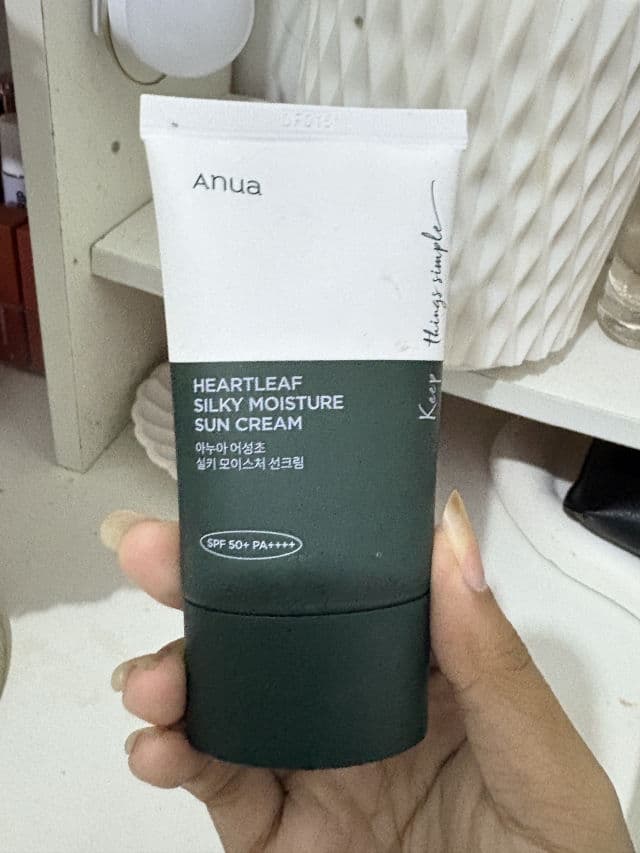 Anua
Keep things simple
HEARTLEAF
SILKY MOISTURE
SUN CREAM
아누아 어성초
실키 모이스처 선크림
SPF 50+ PA++++